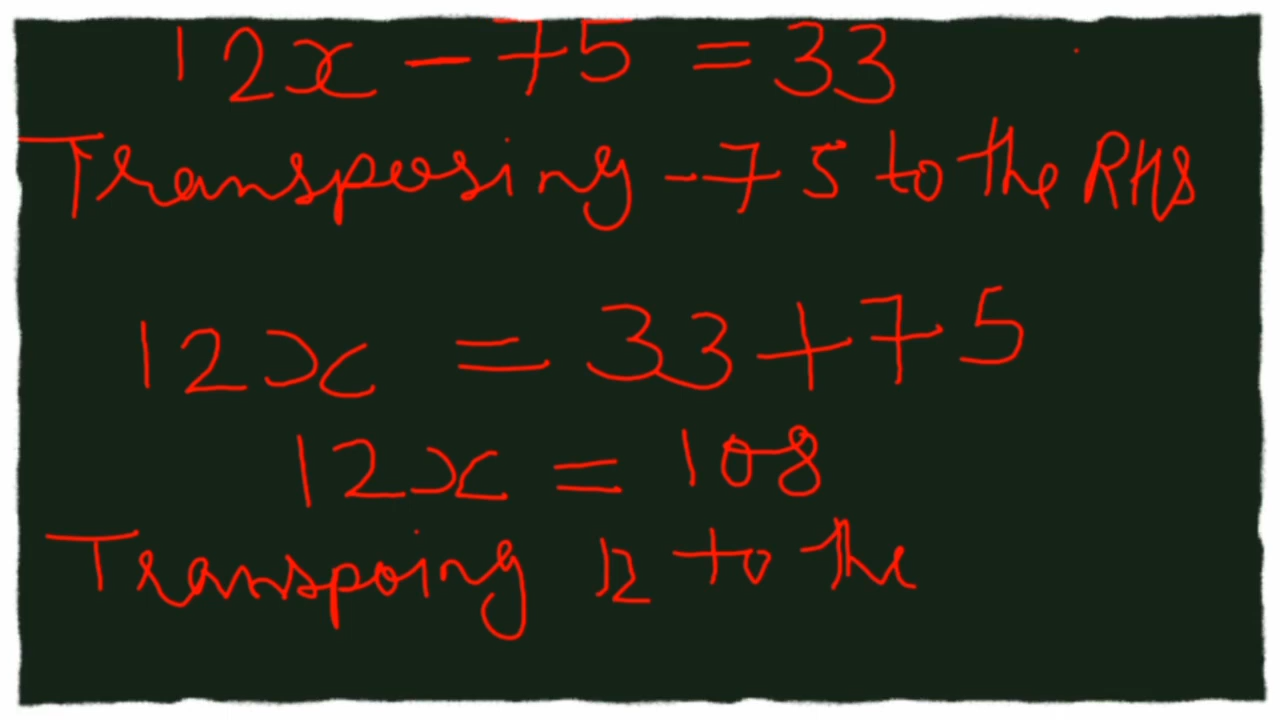 12x - 75 = 33
Transposing -75 to the RHS
12x = 33+75
12x = 108
Transpoing 12 to the